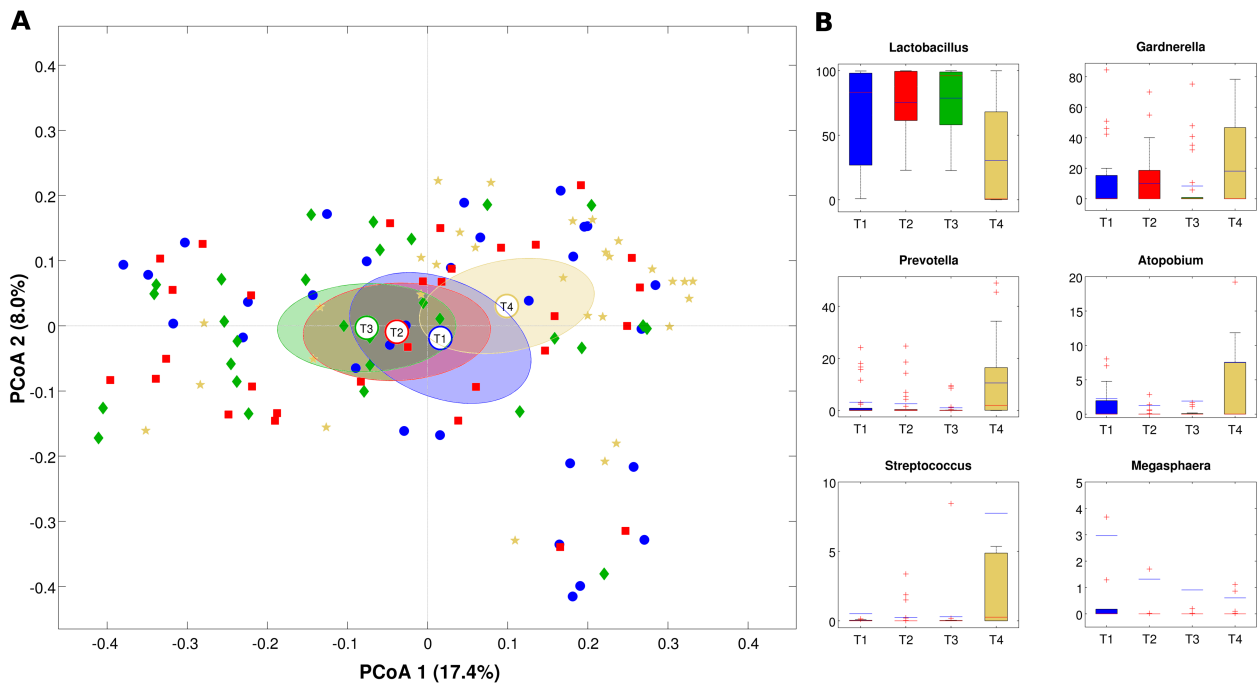 A
0.4
0.3
0.2
0.1
0
-0.1
-0.2
-0.3
-0.4
-0.4 -0.3 -0.2 -0.1 0 0.1 0.2 0.3 0.4
PCoA 2 (8.0%)
PCoA 1 (17.4%)
T3 T2 T1 T4
B
Lactobacillus
100
50
0
T1 T2 T3 T4
Gardnerella
80
60
40
20
0
T1 T2 T3 T4
Prevotella
50
20
0
T1 T2 T3 T4
Atopobium
20
15
10
5
0
T1 T2 T3 T4
Streptococcus
10
5
0
T1 T2 T3 T4
Megasphaera
5
4
3
2
1
0
T1 T2 T3 T4